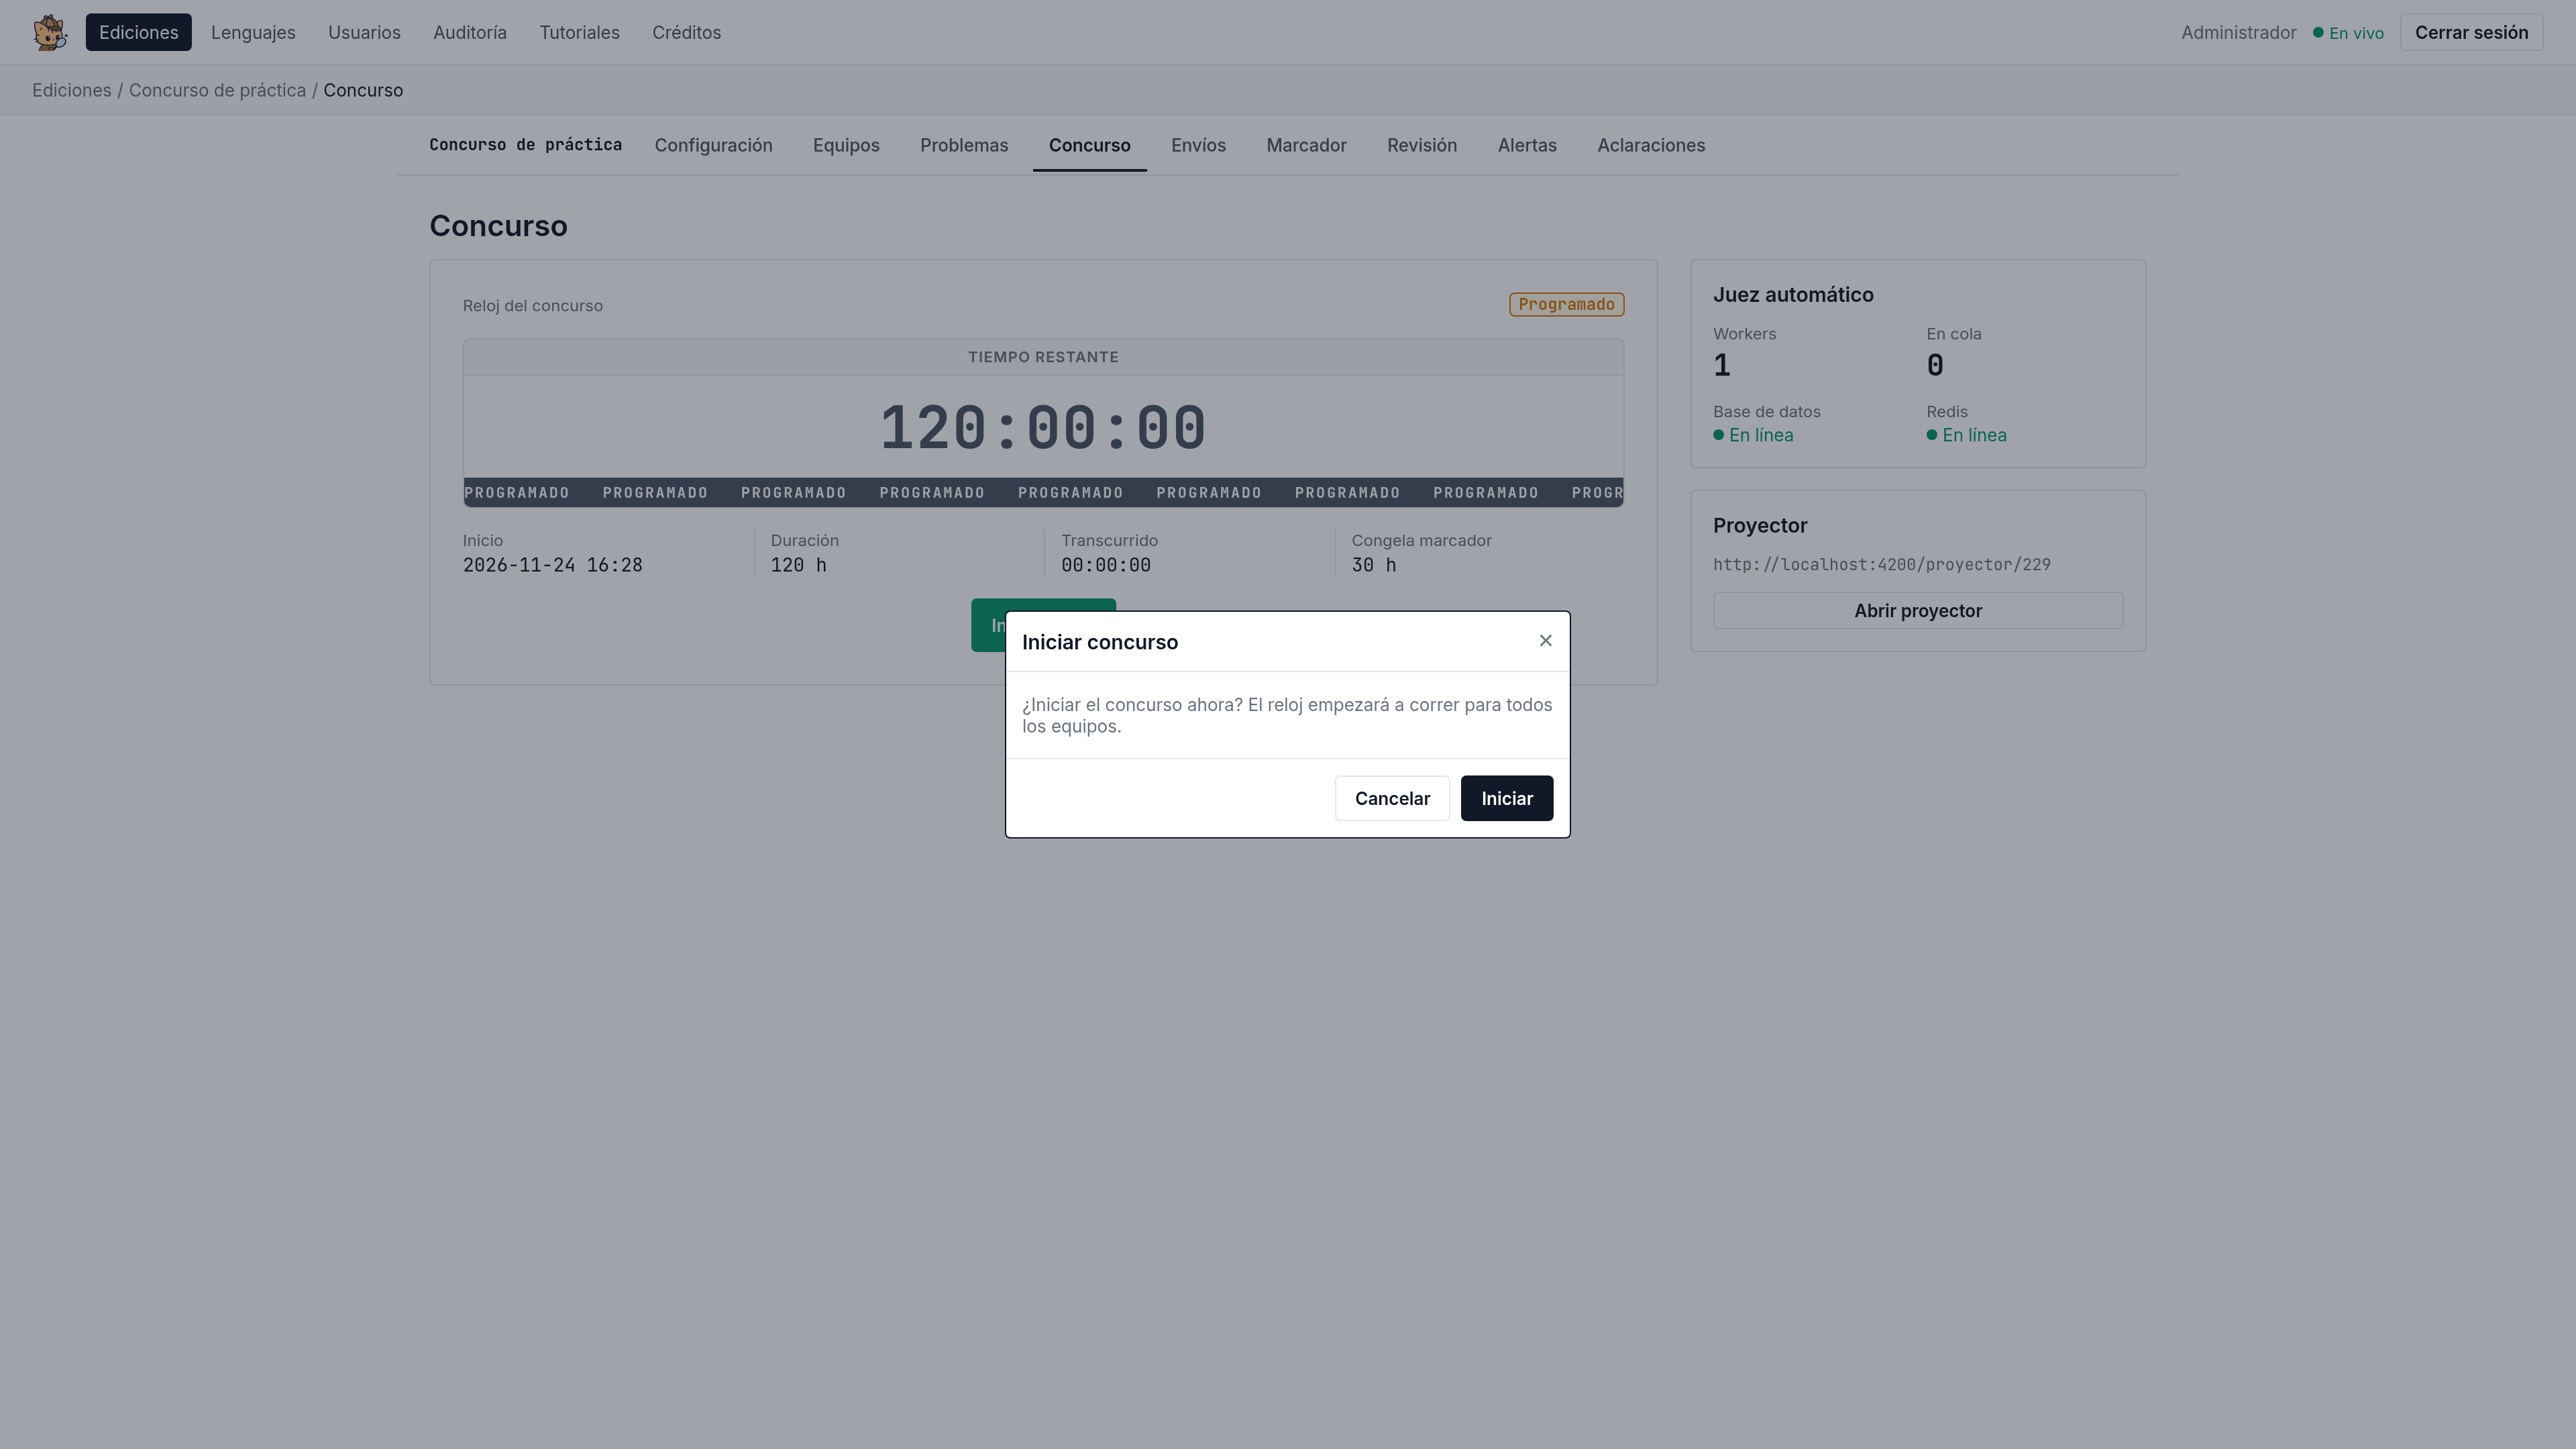 Ediciones Lenguajes Usuarios Auditoría Tutoriales Créditos Administrador En vivo Cerrar sesión
Ediciones / Concurso de práctica / Concurso
Concurso de práctica Configuración Equipos Problemas Concurso Envíos Marcador Revisión Alertas Aclaraciones
Concurso
Reloj del concurso Programado
TIEMPO RESTANTE
120:00:00
PROGRAMADO PROGRAMADO PROGRAMADO PROGRAMADO PROGRAMADO PROGRAMADO PROGRAMADO PROGRAMADO PROGR
Inicio Duración Transcurrido Congela marcador
2026-11-24 16:28 120 h 00:00:00 30 h
Juez automático
Workers En cola
1 0
Base de datos Redis
En línea En línea
Proyector
http://localhost:4200/proyector/229
Abrir proyector
Iniciar concurso
¿Iniciar el concurso ahora? El reloj empezará a correr para todos
los equipos.
Cancelar Iniciar